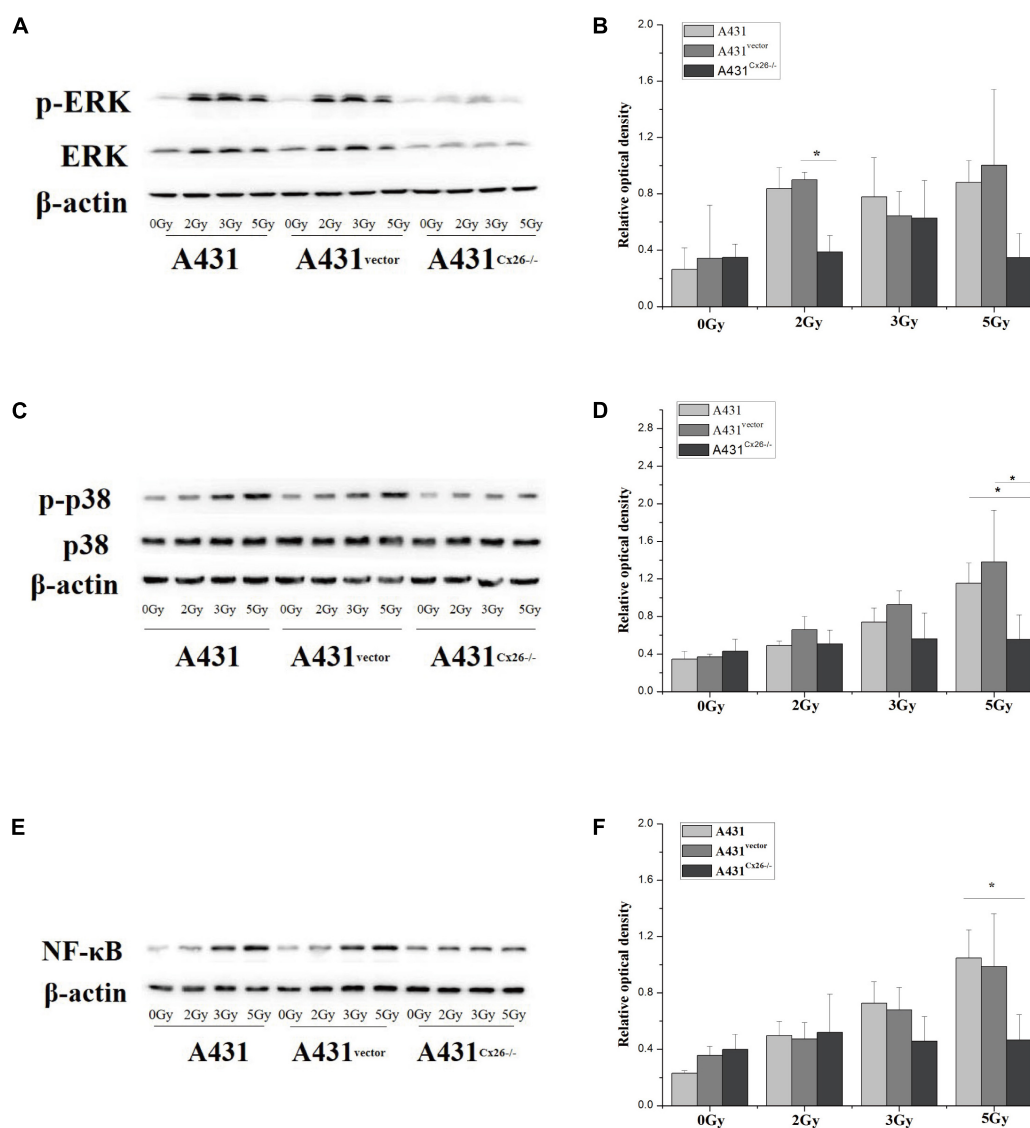 A
p-ERK
ERK
β-actin
0Gy 2Gy 3Gy 5Gy 0Gy 2Gy 3Gy 5Gy 0Gy 2Gy 3Gy 5Gy
A431 A431vector A431Cx26-/-
B
A431
A431vector
A431Cx26-/-
*
Relative optical density
2.0
1.6
1.2
0.8
0.4
0.0
0Gy 2Gy 3Gy 5Gy
C
p-p38
p38
β-actin
0Gy 2Gy 3Gy 5Gy 0Gy 2Gy 3Gy 5Gy 0Gy 2Gy 3Gy 5Gy
A431 A431vector A431Cx26-/-
D
A431
A431vector
A431Cx26-/-
*
*
Relative optical density
2.8
2.4
2.0
1.6
1.2
0.8
0.4
0.0
0Gy 2Gy 3Gy 5Gy
E
NF-κB
β-actin
0Gy 2Gy 3Gy 5Gy 0Gy 2Gy 3Gy 5Gy 0Gy 2Gy 3Gy 5Gy
A431 A431vector A431Cx26-/-
F
A431
A431vector
A431Cx26-/-
*
Relative optical density
2.0
1.6
1.2
0.8
0.4
0.0
0Gy 2Gy 3Gy 5Gy